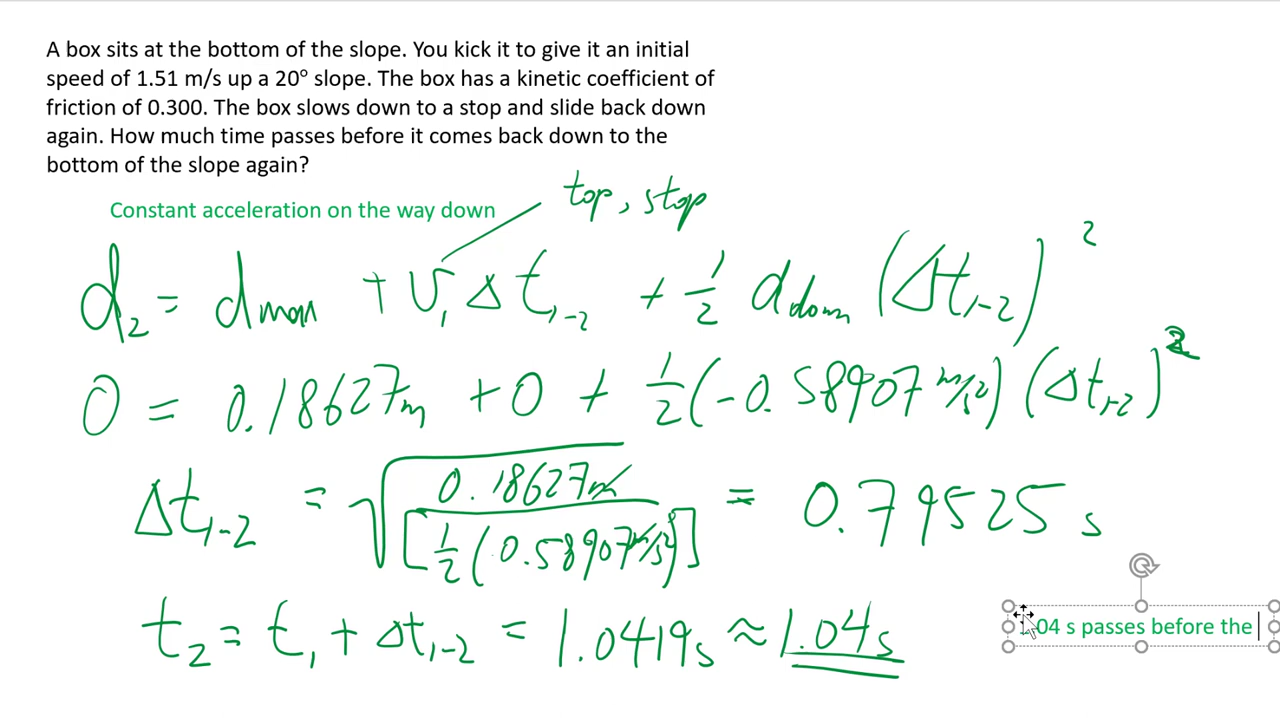 A box sits at the bottom of the slope. You kick it to give it an initial
speed of 1.51 m/s up a 20° slope. The box has a kinetic coefficient of
friction of 0.300. The box slows down to a stop and slide back down
again. How much time passes before it comes back down to the
bottom of the slope again?
top, stop
Constant acceleration on the way down
d₂ = d_max + v₁ Δt₁₋₂ + 1/2 a_down (Δt₁₋₂)²
0 = 0.18627m + 0 + 1/2 (-0.58907 m/s²) (Δt₁₋₂)²
Δt₁₋₂ = √(0.18627m / [1/2 (0.58907 m/s²)]) = 0.79525 s
t₂ = t₁ + Δt₁₋₂ = 1.0419s ≈ 1.04s
1.04 s passes before the